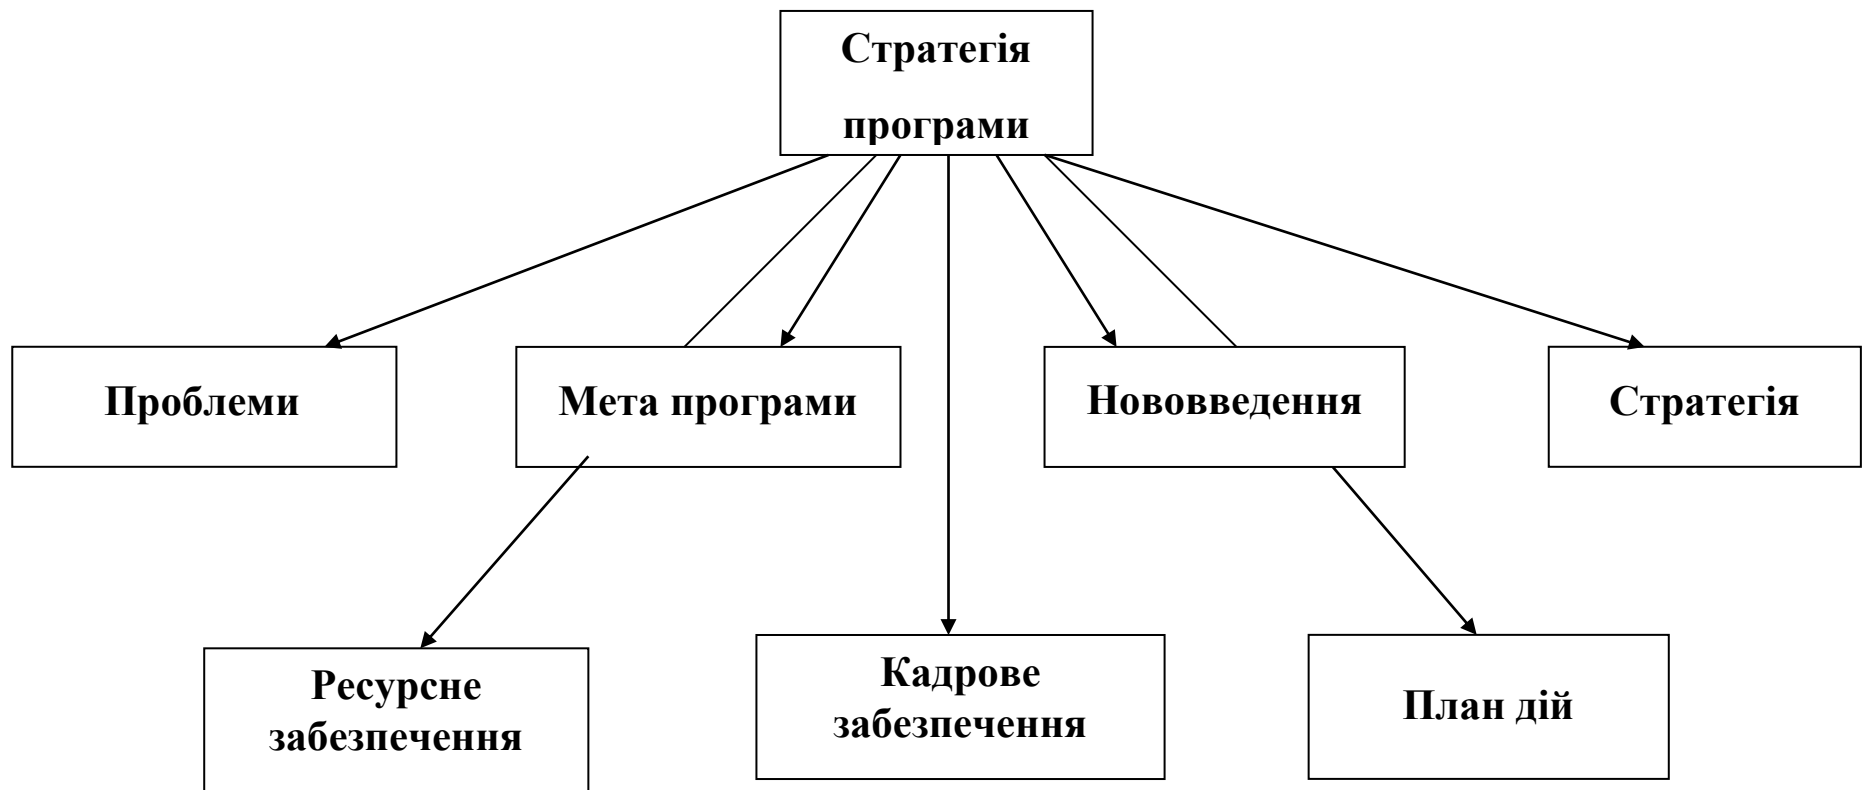 Стратегія
програми
Проблеми
Мета програми
Нововведення
Стратегія
Ресурсне
забезпечення
Кадрове
забезпечення
План дій